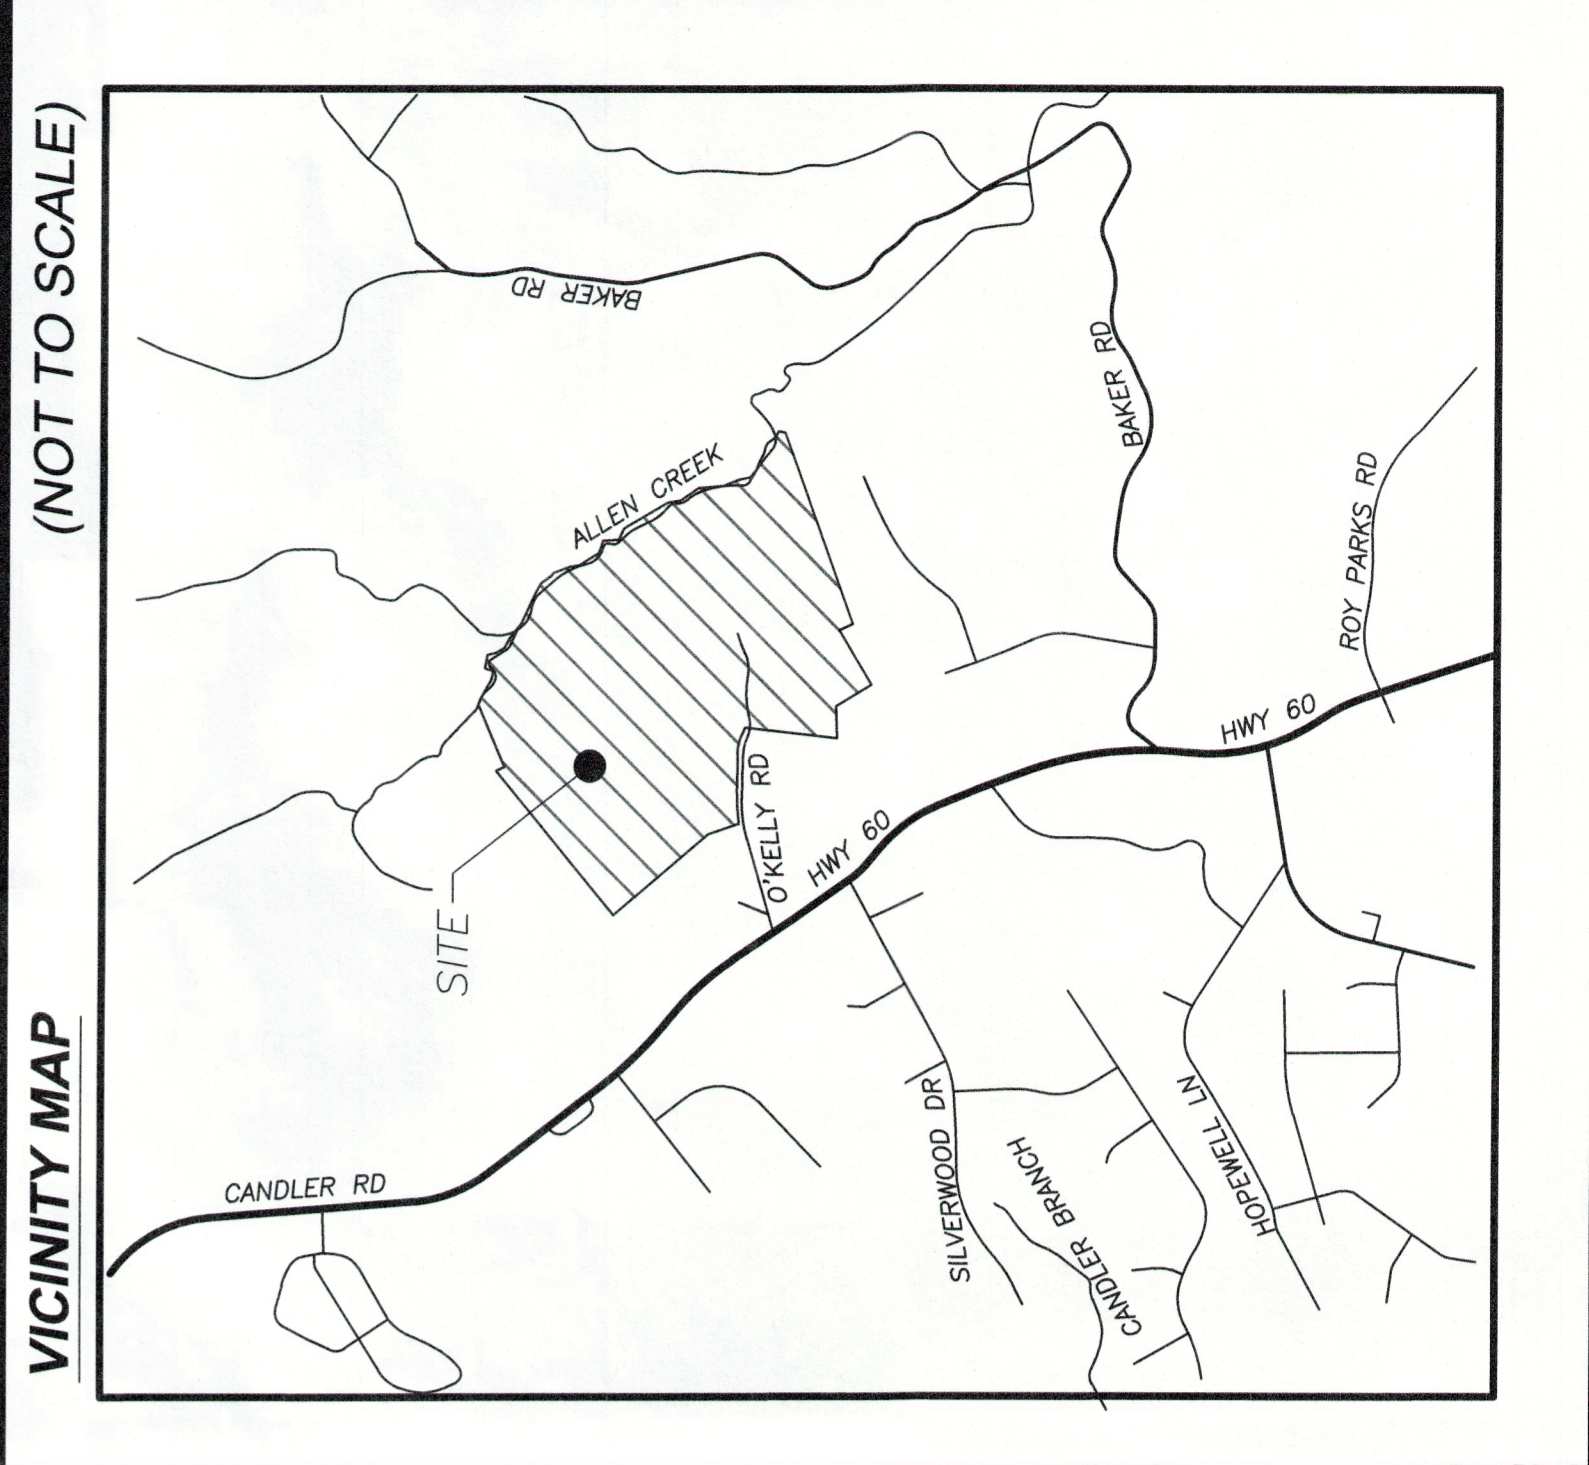 VICINITY MAP
(NOT TO SCALE)
BAKER RD
BAKER RD
ALLEN CREEK
ROY PARKS RD
HWY 60
O'KELLY RD
HWY 60
SITE
CANDLER RD
SILVERWOOD DR
CANDLER BRANCH
HOPEWELL LN